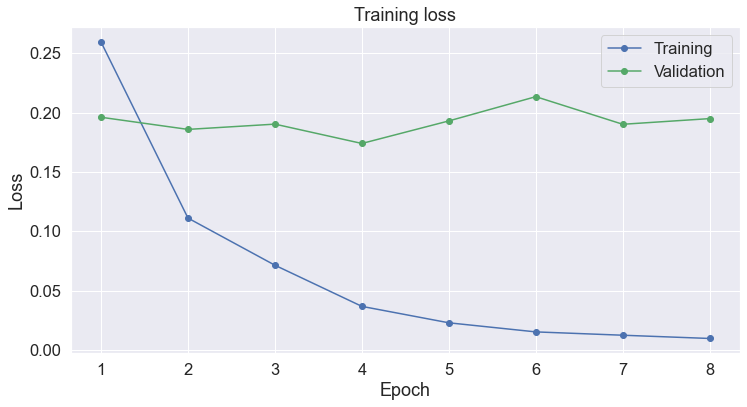 Training loss
Training
Validation
0.25
0.20
0.15
0.10
0.05
0.00
Loss
1 2 3 4 5 6 7 8
Epoch